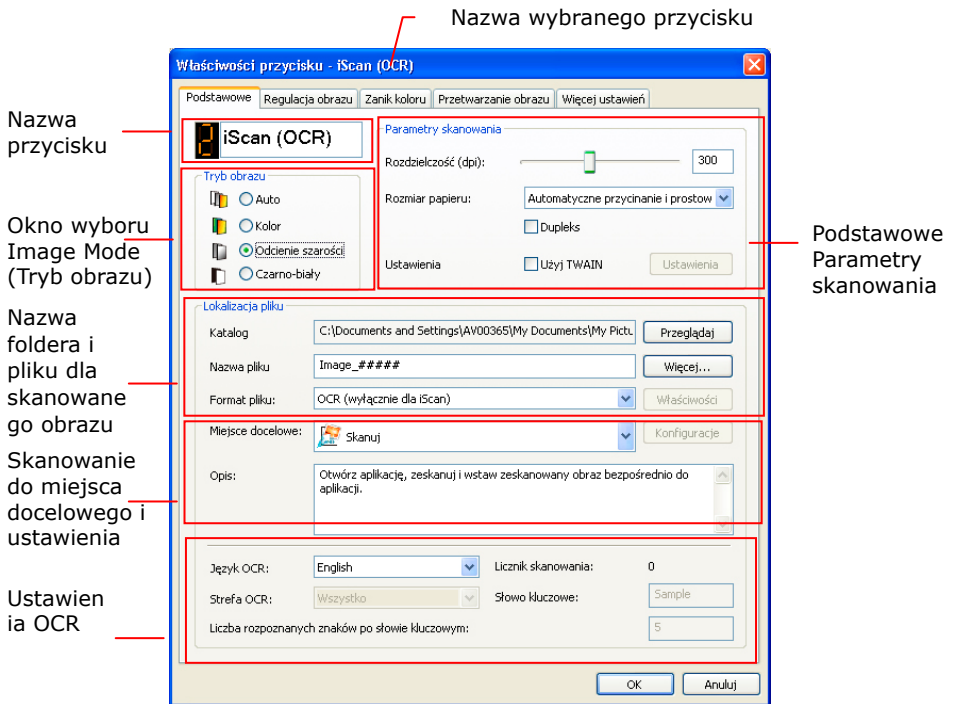 Nazwa wybranego przycisku
Właściwości przycisku - iScan (OCR)
Podstawowe Regulacja obrazu Zanik koloru Przetwarzanie obrazu Więcej ustawień
Nazwa
przycisku
2 iScan (OCR)
Tryb obrazu
Auto
Kolor
Odcienie szarości
Czarno-biały
Okno wyboru
Image Mode
(Tryb obrazu)
Parametry skanowania
Rozdzielczość (dpi): 300
Rozmiar papieru: Automatyczne przycinanie i prostow
Dupleks
Ustawienia Użyj TWAIN Ustawienia
Podstawowe
Parametry
skanowania
Nazwa
foldera i
pliku dla
skanowane
go obrazu
Lokalizacja pliku
Katalog C:\Documents and Settings\AV00365\My Documents\My Pictu Przeglądaj
Nazwa pliku Image_##### Więcej...
Format pliku: OCR (wyłącznie dla iScan) Właściwości
Skanowanie
do miejsca
docelowego i
ustawienia
Miejsce docelowe: Skanuj Konfiguracje
Opis: Otwórz aplikację, zeskanuj i wstaw zeskanowany obraz bezpośrednio do
aplikacji.
Ustawien
ia OCR
Język OCR: English Licznik skanowania: 0
Strefa OCR: Wszystko Słowo kluczowe: Sample
Liczba rozpoznanych znaków po słowie kluczowym: 5
OK Anuluj